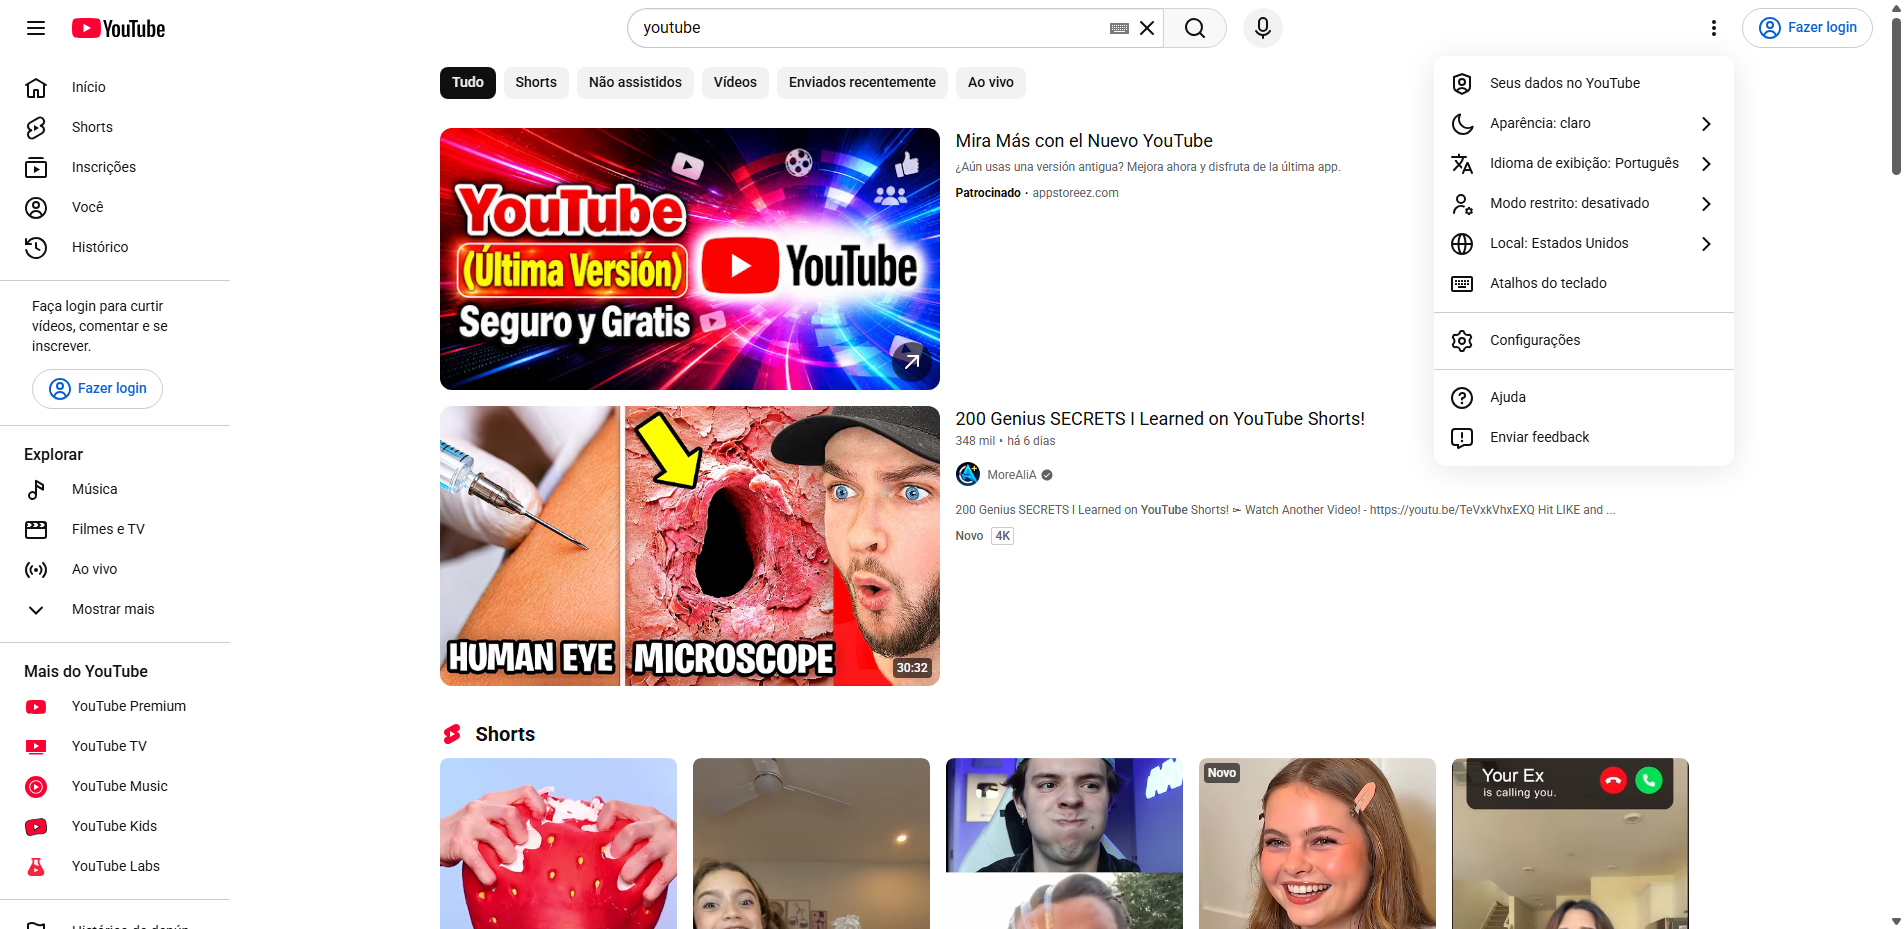 YouTube
youtube
Fazer login
Início
Shorts
Inscrições
Você
Histórico
Faça login para curtir
vídeos, comentar e se
inscrever.
Fazer login
Explorar
Música
Filmes e TV
Ao vivo
Mostrar mais
Mais do YouTube
YouTube Premium
YouTube TV
YouTube Music
YouTube Kids
YouTube Labs
Tudo
Shorts
Não assistidos
Vídeos
Enviados recentemente
Ao vivo
YouTube
(Última Versión)
Seguro y Gratis
YouTube
Mira Más con el Nuevo YouTube
¿Aún usas una versión antigua? Mejora ahora y disfruta de la última app.
Patrocinado · appstoreez.com
HUMAN EYE
MICROSCOPE
30:32
200 Genius SECRETS I Learned on YouTube Shorts!
348 mil • há 6 dias
MoreAliA
200 Genius SECRETS I Learned on YouTube Shorts! ➳ Watch Another Video! - https://youtu.be/TeVxkVhxEXQ Hit LIKE and ...
Novo
4K
Shorts
Novo
Your Ex
is calling you.
Seus dados no YouTube
Aparência: claro
Idioma de exibição: Português
Modo restrito: desativado
Local: Estados Unidos
Atalhos do teclado
Configurações
Ajuda
Enviar feedback